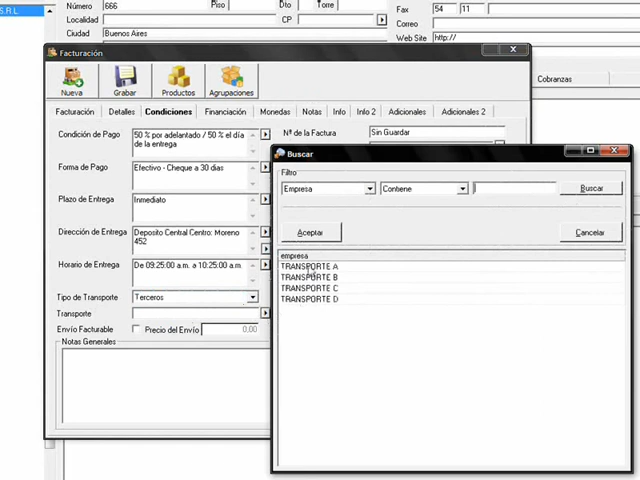 S.R.L.
Número 666 Piso Dto Torre
Localidad CP
Ciudad Buenos Aires
Fax 54 11
Correo
Web Site http://
Cobranzas
Facturación
Nueva Grabar Productos Agrupaciones
Facturación Detalles Condiciones Financiación Monedas Notas Info Info 2 Adicionales Adicionales 2
Condición de Pago 50 % por adelantado / 50 % el día de la entrega
Nº de la Factura Sin Guardar
Forma de Pago Efectivo - Cheque a 30 dias
Plazo de Entrega Inmediato
Dirección de Entrega Deposito Central Centro: Moreno 452
Horario de Entrega De 09:25:00 a.m. a 10:25:00 a.m
Tipo de Transporte Terceros
Transporte
Envío Facturable Precio del Envío 0,00
Notas Generales
Buscar
Filtro
Empresa Contiene Buscar
Aceptar Cancelar
empresa
TRANSPORTE A
TRANSPORTE B
TRANSPORTE C
TRANSPORTE D